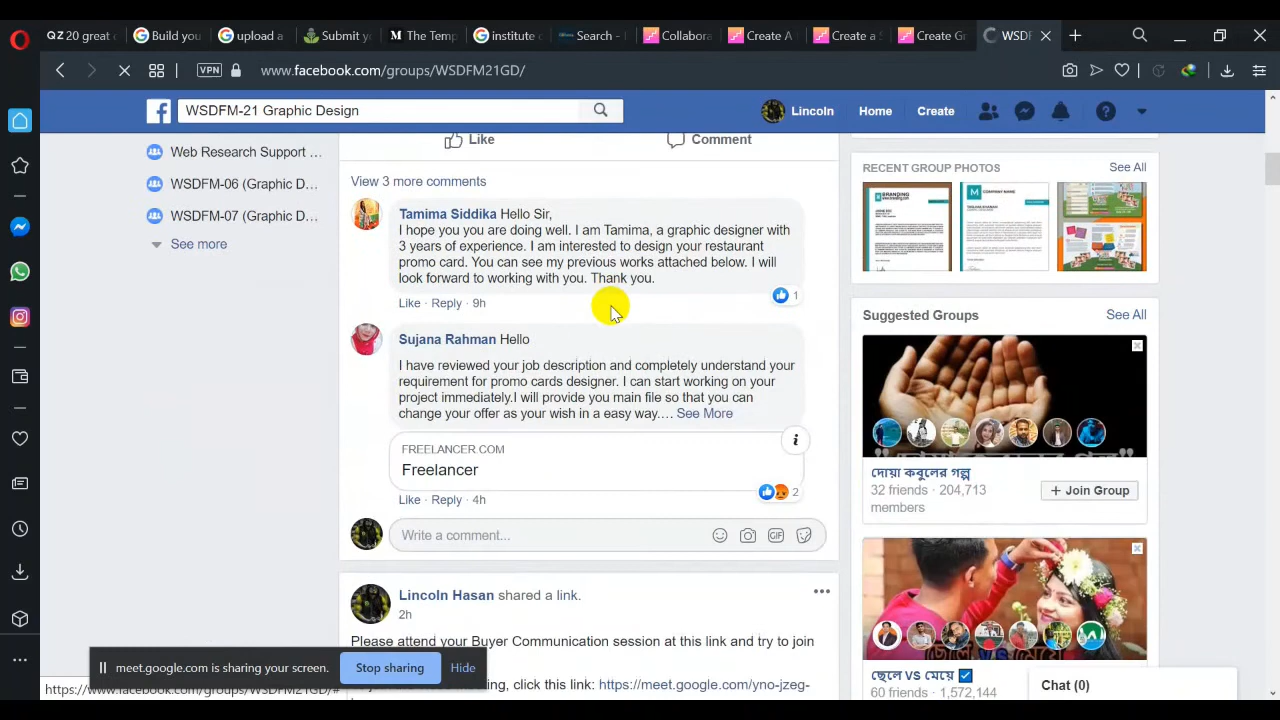 QZ 20 great
Build you
upload a
Submit
M The Temp
institute
Search -
Collabora
Create A
Create a
Create Gr
WSDF
VPN
www.facebook.com/groups/WSDFM21GD/
WSDFM-21 Graphic Design
Lincoln
Home
Create
Like
Comment
Web Research Support ...
WSDFM-06 (Graphic D...
WSDFM-07 (Graphic D...
See more
View 3 more comments
Tamima Siddika Hello Sir,
I hope you you are doing well. I am Tamima, a graphic designer with
3 years of experience. I am interested to design your restaurant
promo card. You can see my previous works attached below. I will
look forward to working with you. Thank you.
1
Like · Reply · 9h
Sujana Rahman Hello
I have reviewed your job description and completely understand your
requirement for promo cards designer. I can start working on your
project immediately.I will provide you main file so that you can
change your offer as your wish in a easy way.... See More
FREELANCER.COM
Freelancer
2
Like · Reply · 4h
Write a comment...
GIF
Lincoln Hasan shared a link.
2h
Please attend your Buyer Communication session at this link and try to join
ing, click this link: https://meet.google.com/yno-jzeg-
RECENT GROUP PHOTOS
See All
BRANDING
COMPANY NAME
Suggested Groups
See All
দোয়া কবুলের গল্প
32 friends · 204,713
members
+ Join Group
ছেলে VS মেয়ে
60 friends · 1,572,144
Chat (0)
meet.google.com is sharing your screen.
Stop sharing
Hide
https://www.facebook.com/groups/WSDFM21GD/#